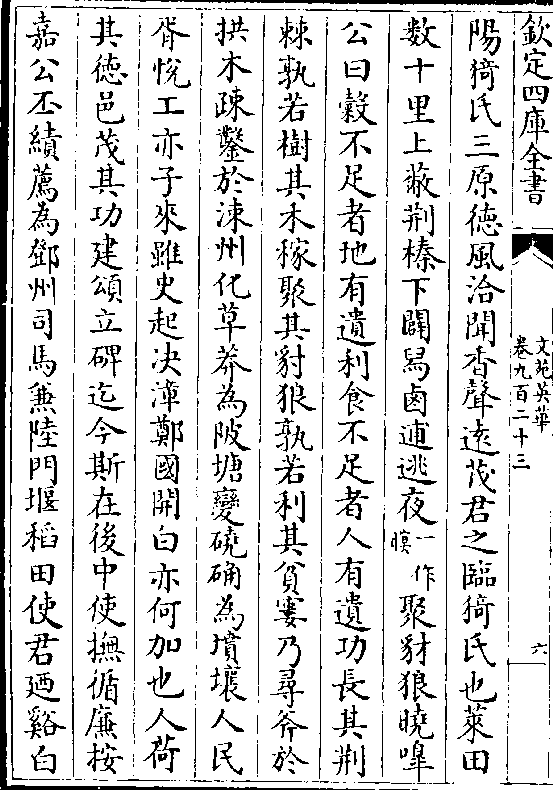 欽定四庫全書
文苑英華
卷九百二十三
六
陽猗氏三原徳風洽聞香聲逺茂君之臨猗氏也萊田
數十里上蔽荆榛下闢舄鹵逋逃夜一作暝聚豺狼曉嘷
公曰穀不足者地有遺利食不足者人有遺功長其荆
棘孰若樹其木稼聚其豺狼孰若利其貧窶乃尋斧於
拱木疎鑿於涑州化草莽為陂塘變磽确為墳壤人民
胥悅工亦子來雖史起决漳鄭國開白亦何加也人荷
其徳邑茂其功建頌立碑迄今斯在後中使撫循廉按
嘉公丕績薦為鄧州司馬兼陸門堰稻田使君廼谿白